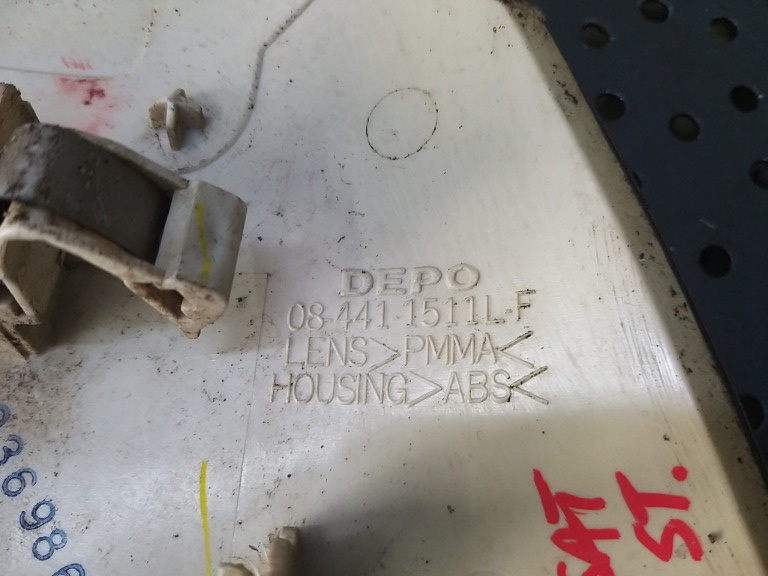 DEPO
08-441-1511L-F
LENS>PMMA<
HOUSING>ABS<
ST.